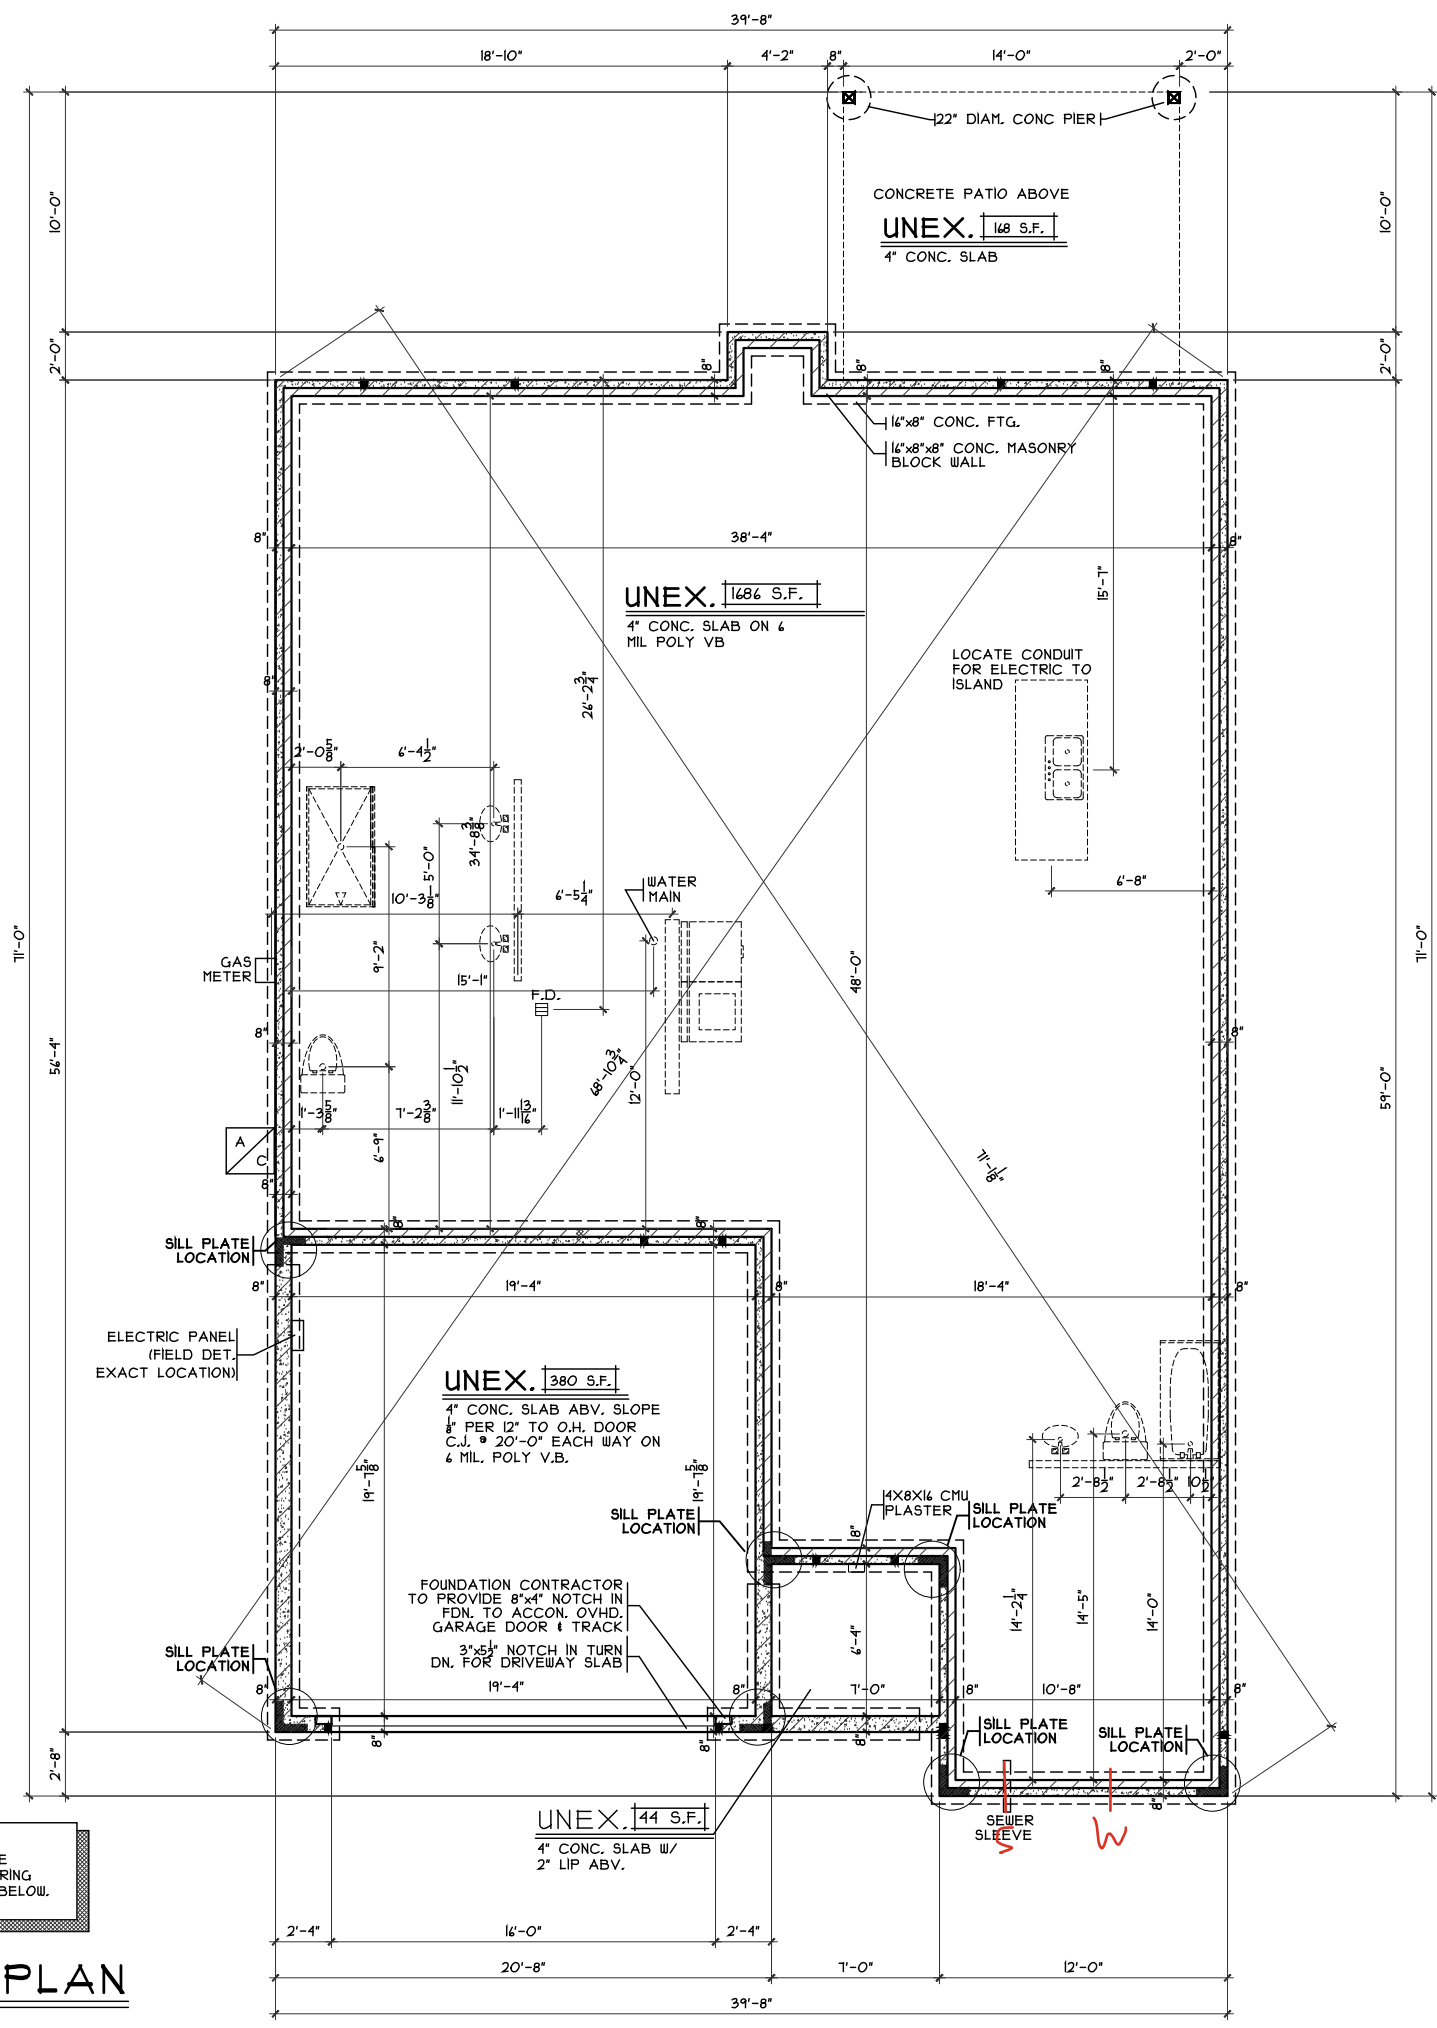 39'-8"
18'-10"
4'-2"
8"
14'-0"
2'-0"
22" DIAM. CONC PIER
10'-0"
10'-0"
CONCRETE PATIO ABOVE
UNEX. 168 S.F.
4" CONC. SLAB
2'-0"
2'-0"
8"
8"
8"
16"x8" CONC. FTG.
16"x8"x8" CONC. MASONRY
BLOCK WALL
8"
38'-4"
8"
15'-7"
UNEX. 1686 S.F.
4" CONC. SLAB ON 6
MIL POLY VB
LOCATE CONDUIT
FOR ELECTRIC TO
ISLAND
8"
26'-2 3/4"
2'-0 5/8"
6'-4 1/2"
34'-8 3/8"
5'-0"
10'-3 1/8"
6'-5 1/4"
WATER
MAIN
6'-8"
71'-0"
71'-0"
GAS
METER
9'-2"
15'-1"
48'-0"
F.D.
8"
8"
56'-4"
59'-0"
11'-10 1/2"
68'-10 3/4"
12'-0"
1'-3 5/8"
7'-2 3/8"
1'-11 13/16"
A
C
6'-9"
71'-1 1/8"
8"
8"
8"
SILL PLATE
LOCATION
8"
19'-4"
8"
18'-4"
8"
ELECTRIC PANEL
(FIELD DET.
EXACT LOCATION)
UNEX. 380 S.F.
4" CONC. SLAB ABV. SLOPE
1/8" PER 12" TO O.H. DOOR
C.J. @ 20'-0" EACH WAY ON
6 MIL. POLY V.B.
19'-7 5/8"
19'-7 5/8"
2'-8 1/2"
2'-8 1/2"
10 1/2"
4X8X16 CMU
PLASTER
SILL PLATE
LOCATION
SILL PLATE
LOCATION
8"
FOUNDATION CONTRACTOR
TO PROVIDE 8"x4" NOTCH IN
FDN. TO ACCON. OVHD.
GARAGE DOOR & TRACK
3"x5 1/2" NOTCH IN TURN
DN. FOR DRIVEWAY SLAB
14'-2 1/4"
14'-5"
14'-0"
6'-4"
SILL PLATE
LOCATION
8"
19'-4"
8"
7'-0"
8"
10'-8"
8"
8"
8"
8"
SILL PLATE
LOCATION
SILL PLATE
LOCATION
2'-8"
8"
UNEX. 44 S.F.
4" CONC. SLAB W/
2" LIP ABV.
SEWER
SLEEVE
S
W
E
RING
BELOW.
2'-4"
16'-0"
2'-4"
PLAN
20'-8"
7'-0"
12'-0"
39'-8"